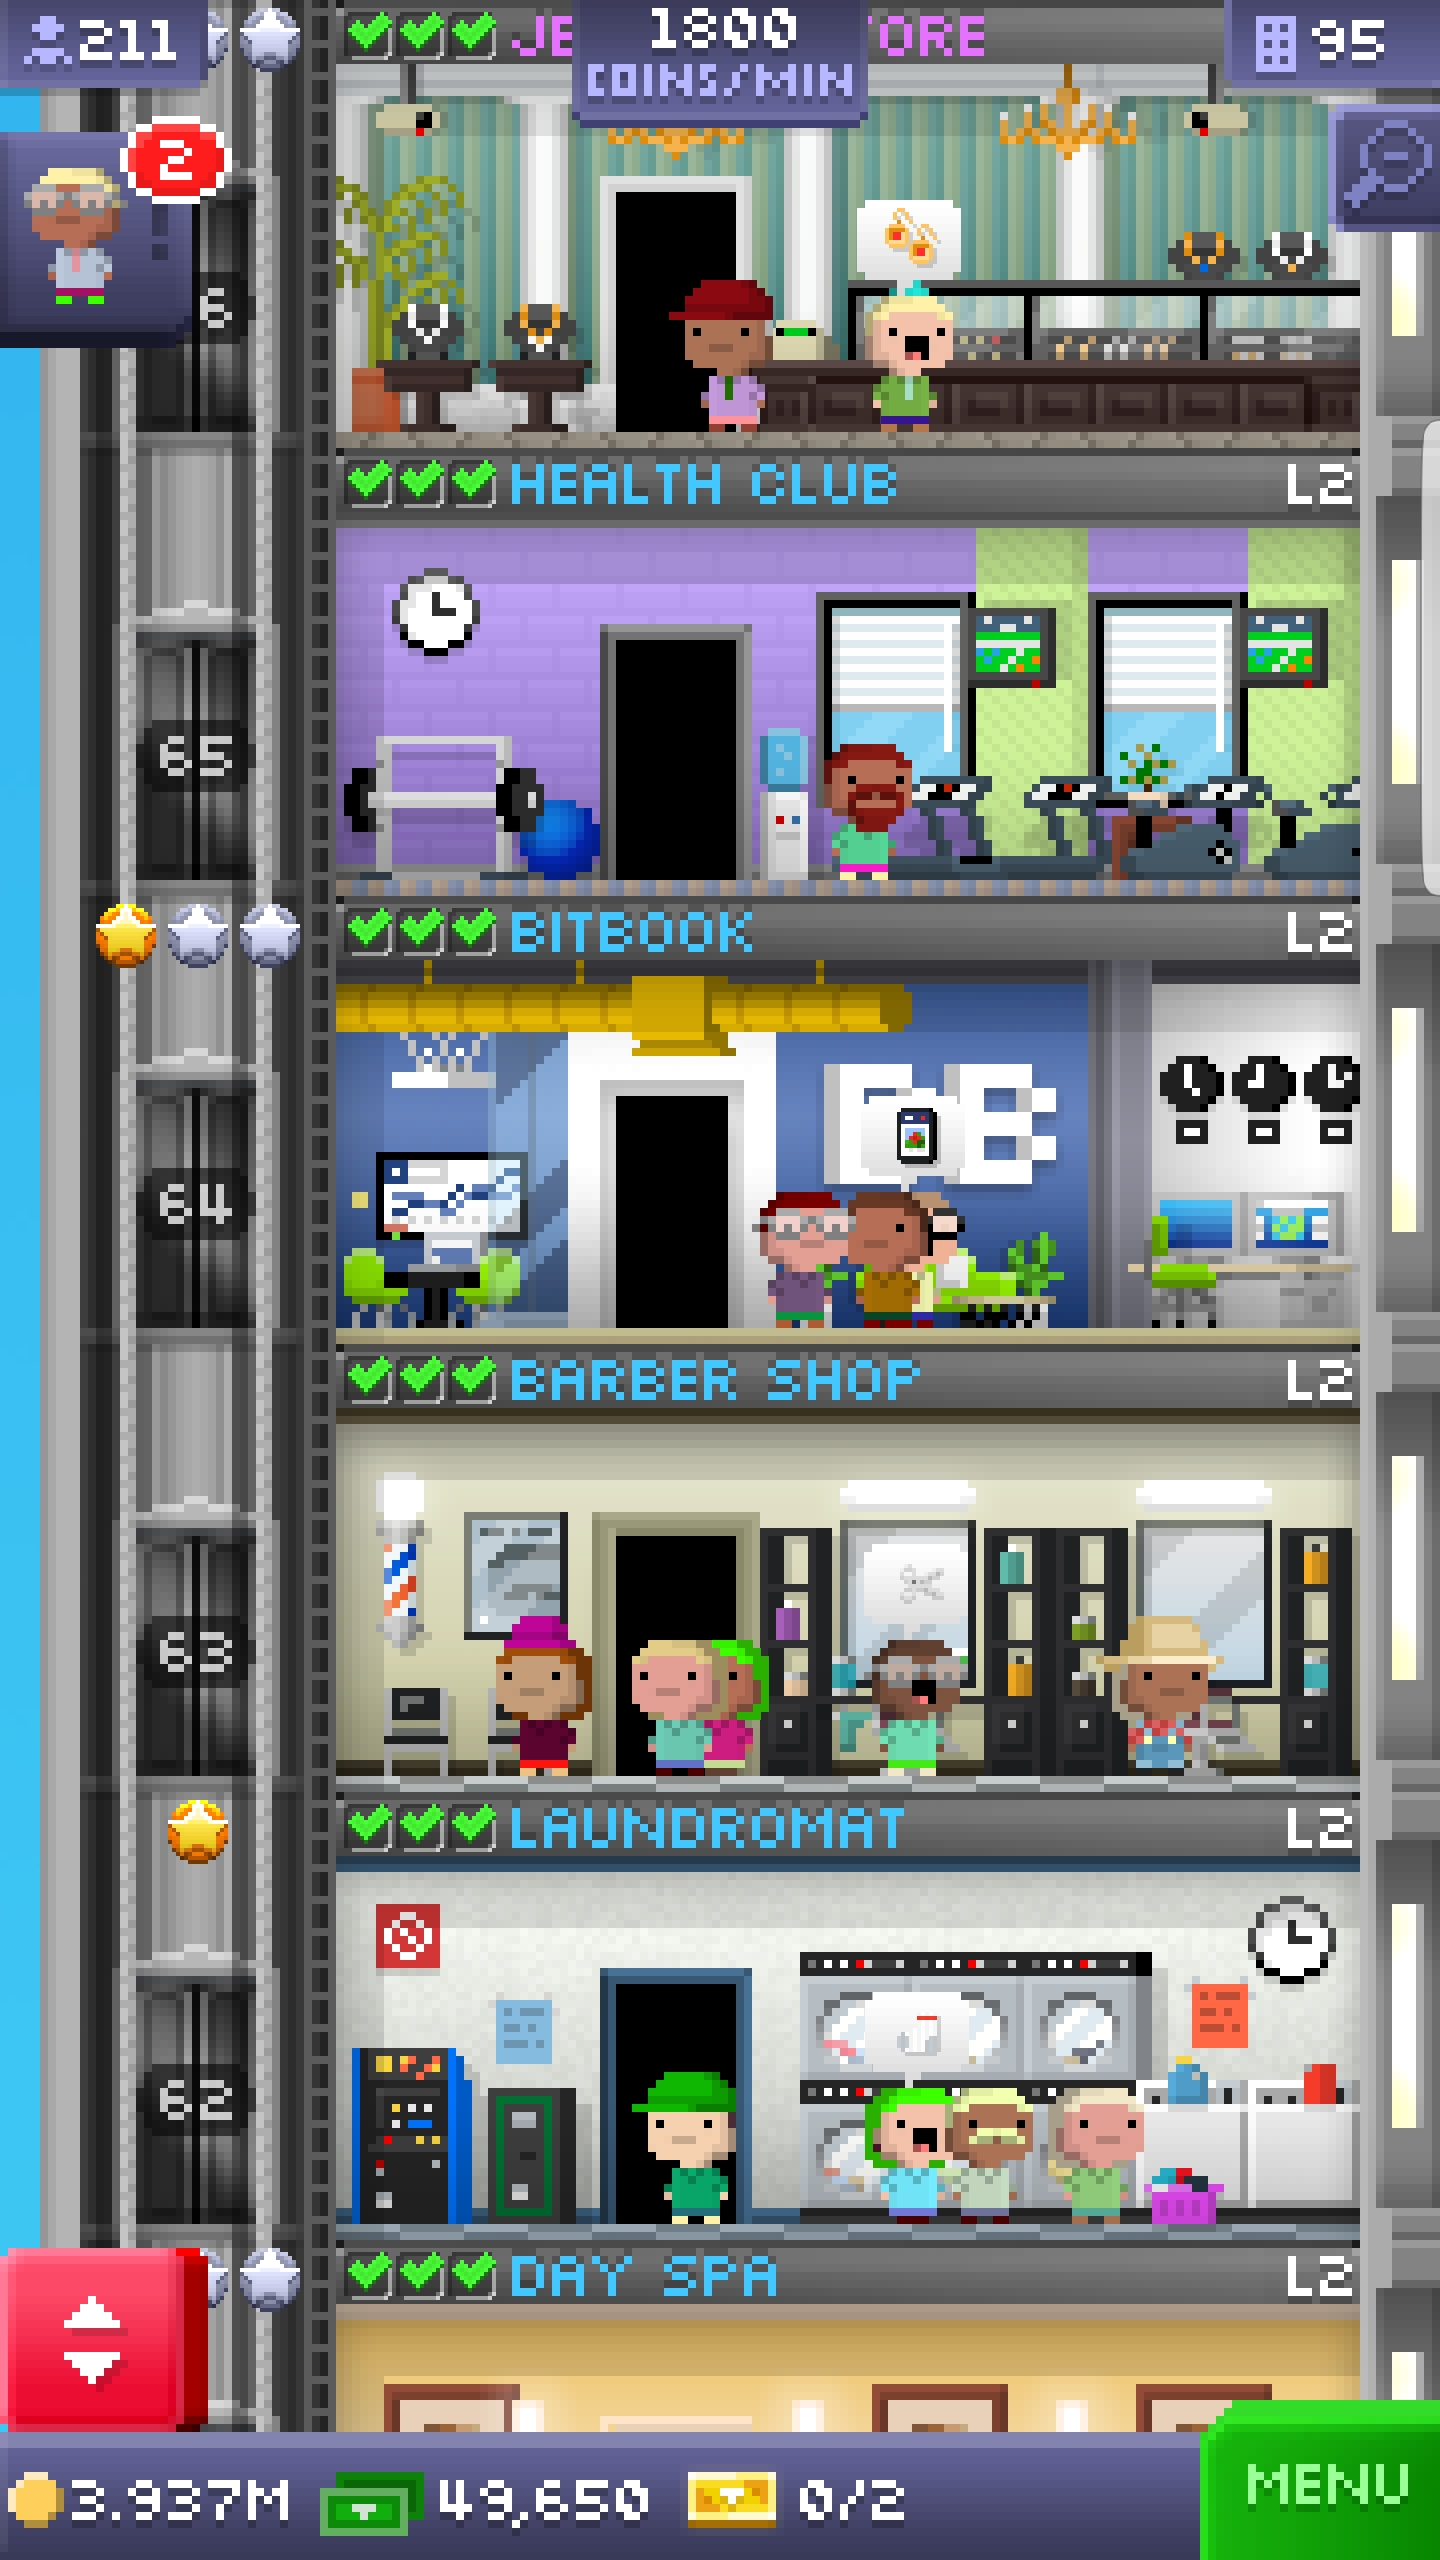 211
1800
COINS/MIN
95
2
JE ORE
6
HEALTH CLUB L2
65
BITBOOK L2
64
BARBER SHOP L2
63
LAUNDROMAT L2
62
DAY SPA L2
3.937M 49,650 0/2 MENU